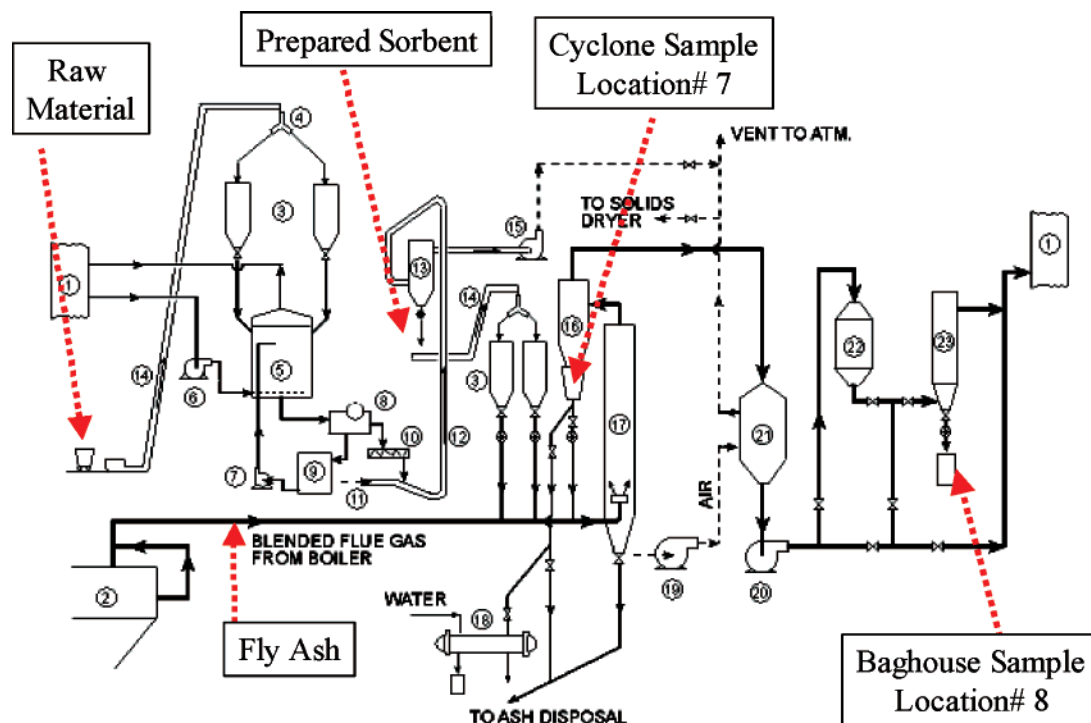 Prepared Sorbent
Cyclone Sample
Location# 7
Raw
Material
4
VENT TO ATM.
TO SOLIDS
DRYER
15
3
13
1
1
14
16
22
23
5
3
14
6
8
17
21
10
12
7
9
11
AIR
BLENDED FLUE GAS
FROM BOILER
2
19
20
WATER
18
Fly Ash
Baghouse Sample
Location# 8
TO ASH DISPOSAL